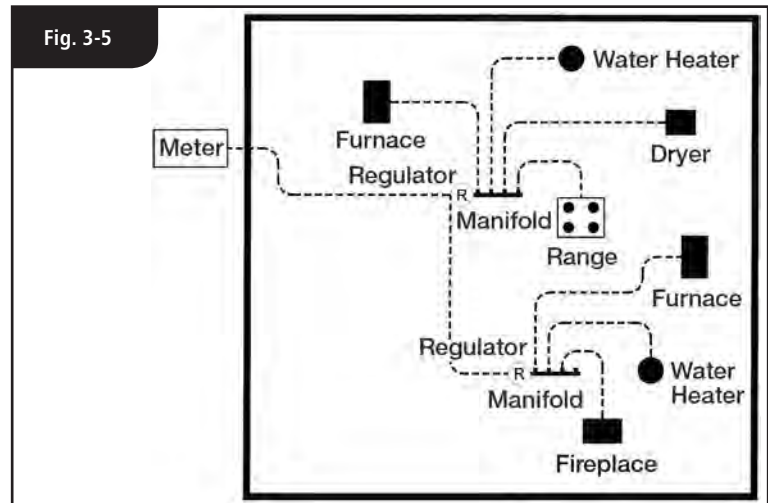 Fig. 3-5
Water Heater
Furnace
Meter
Dryer
Regulator
R
Manifold
Range
Furnace
Regulator
R
Manifold
Water
Heater
Fireplace